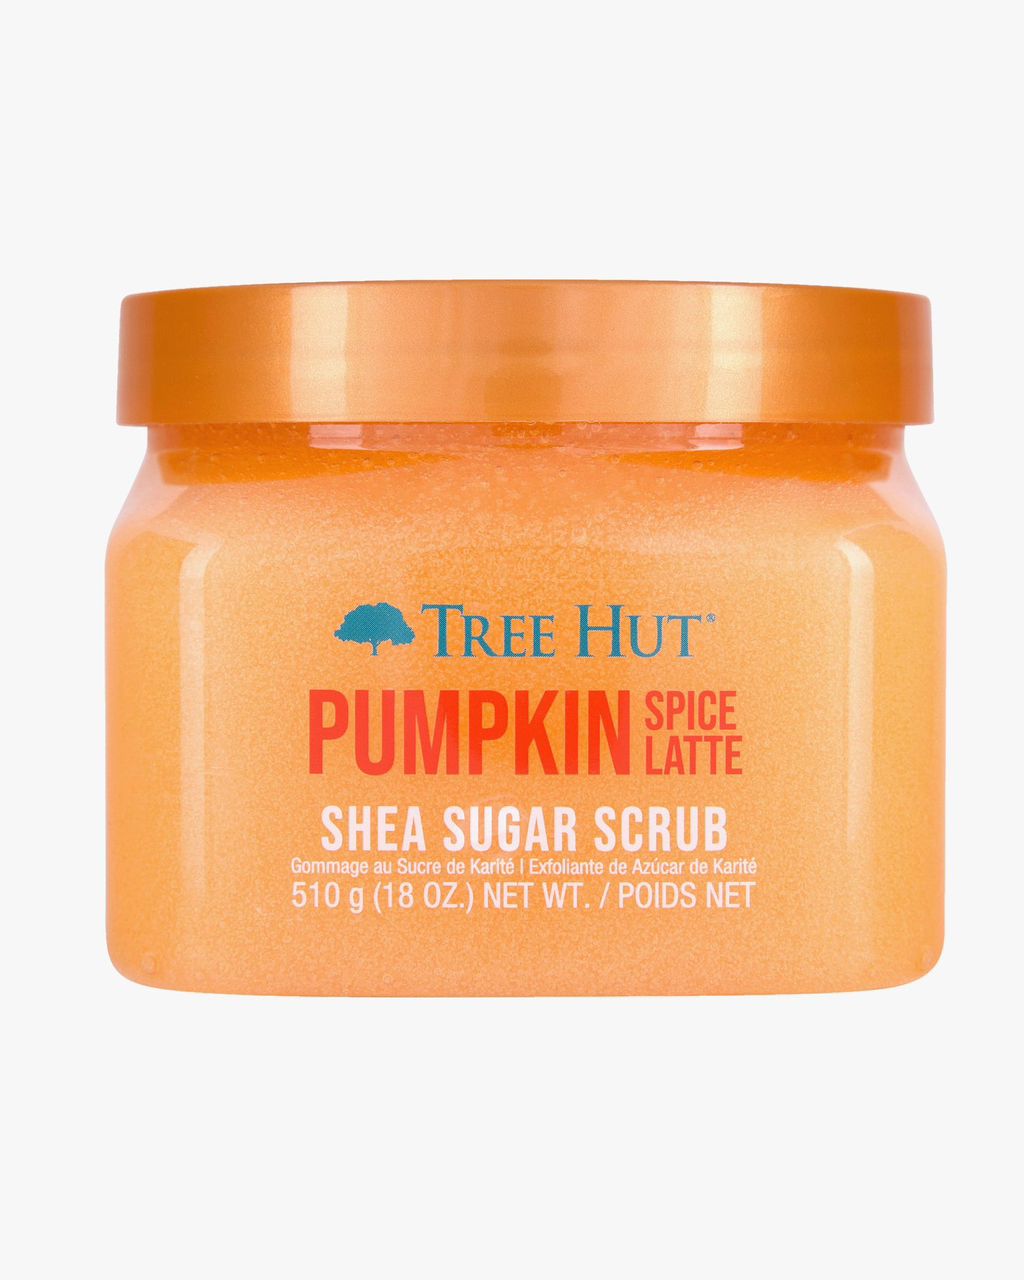 TREE HUT®
PUMPKIN SPICE LATTE
SHEA SUGAR SCRUB
Gommage au Sucre de Karité | Exfoliante de Azúcar de Karité
510 g (18 OZ.) NET WT. / POIDS NET